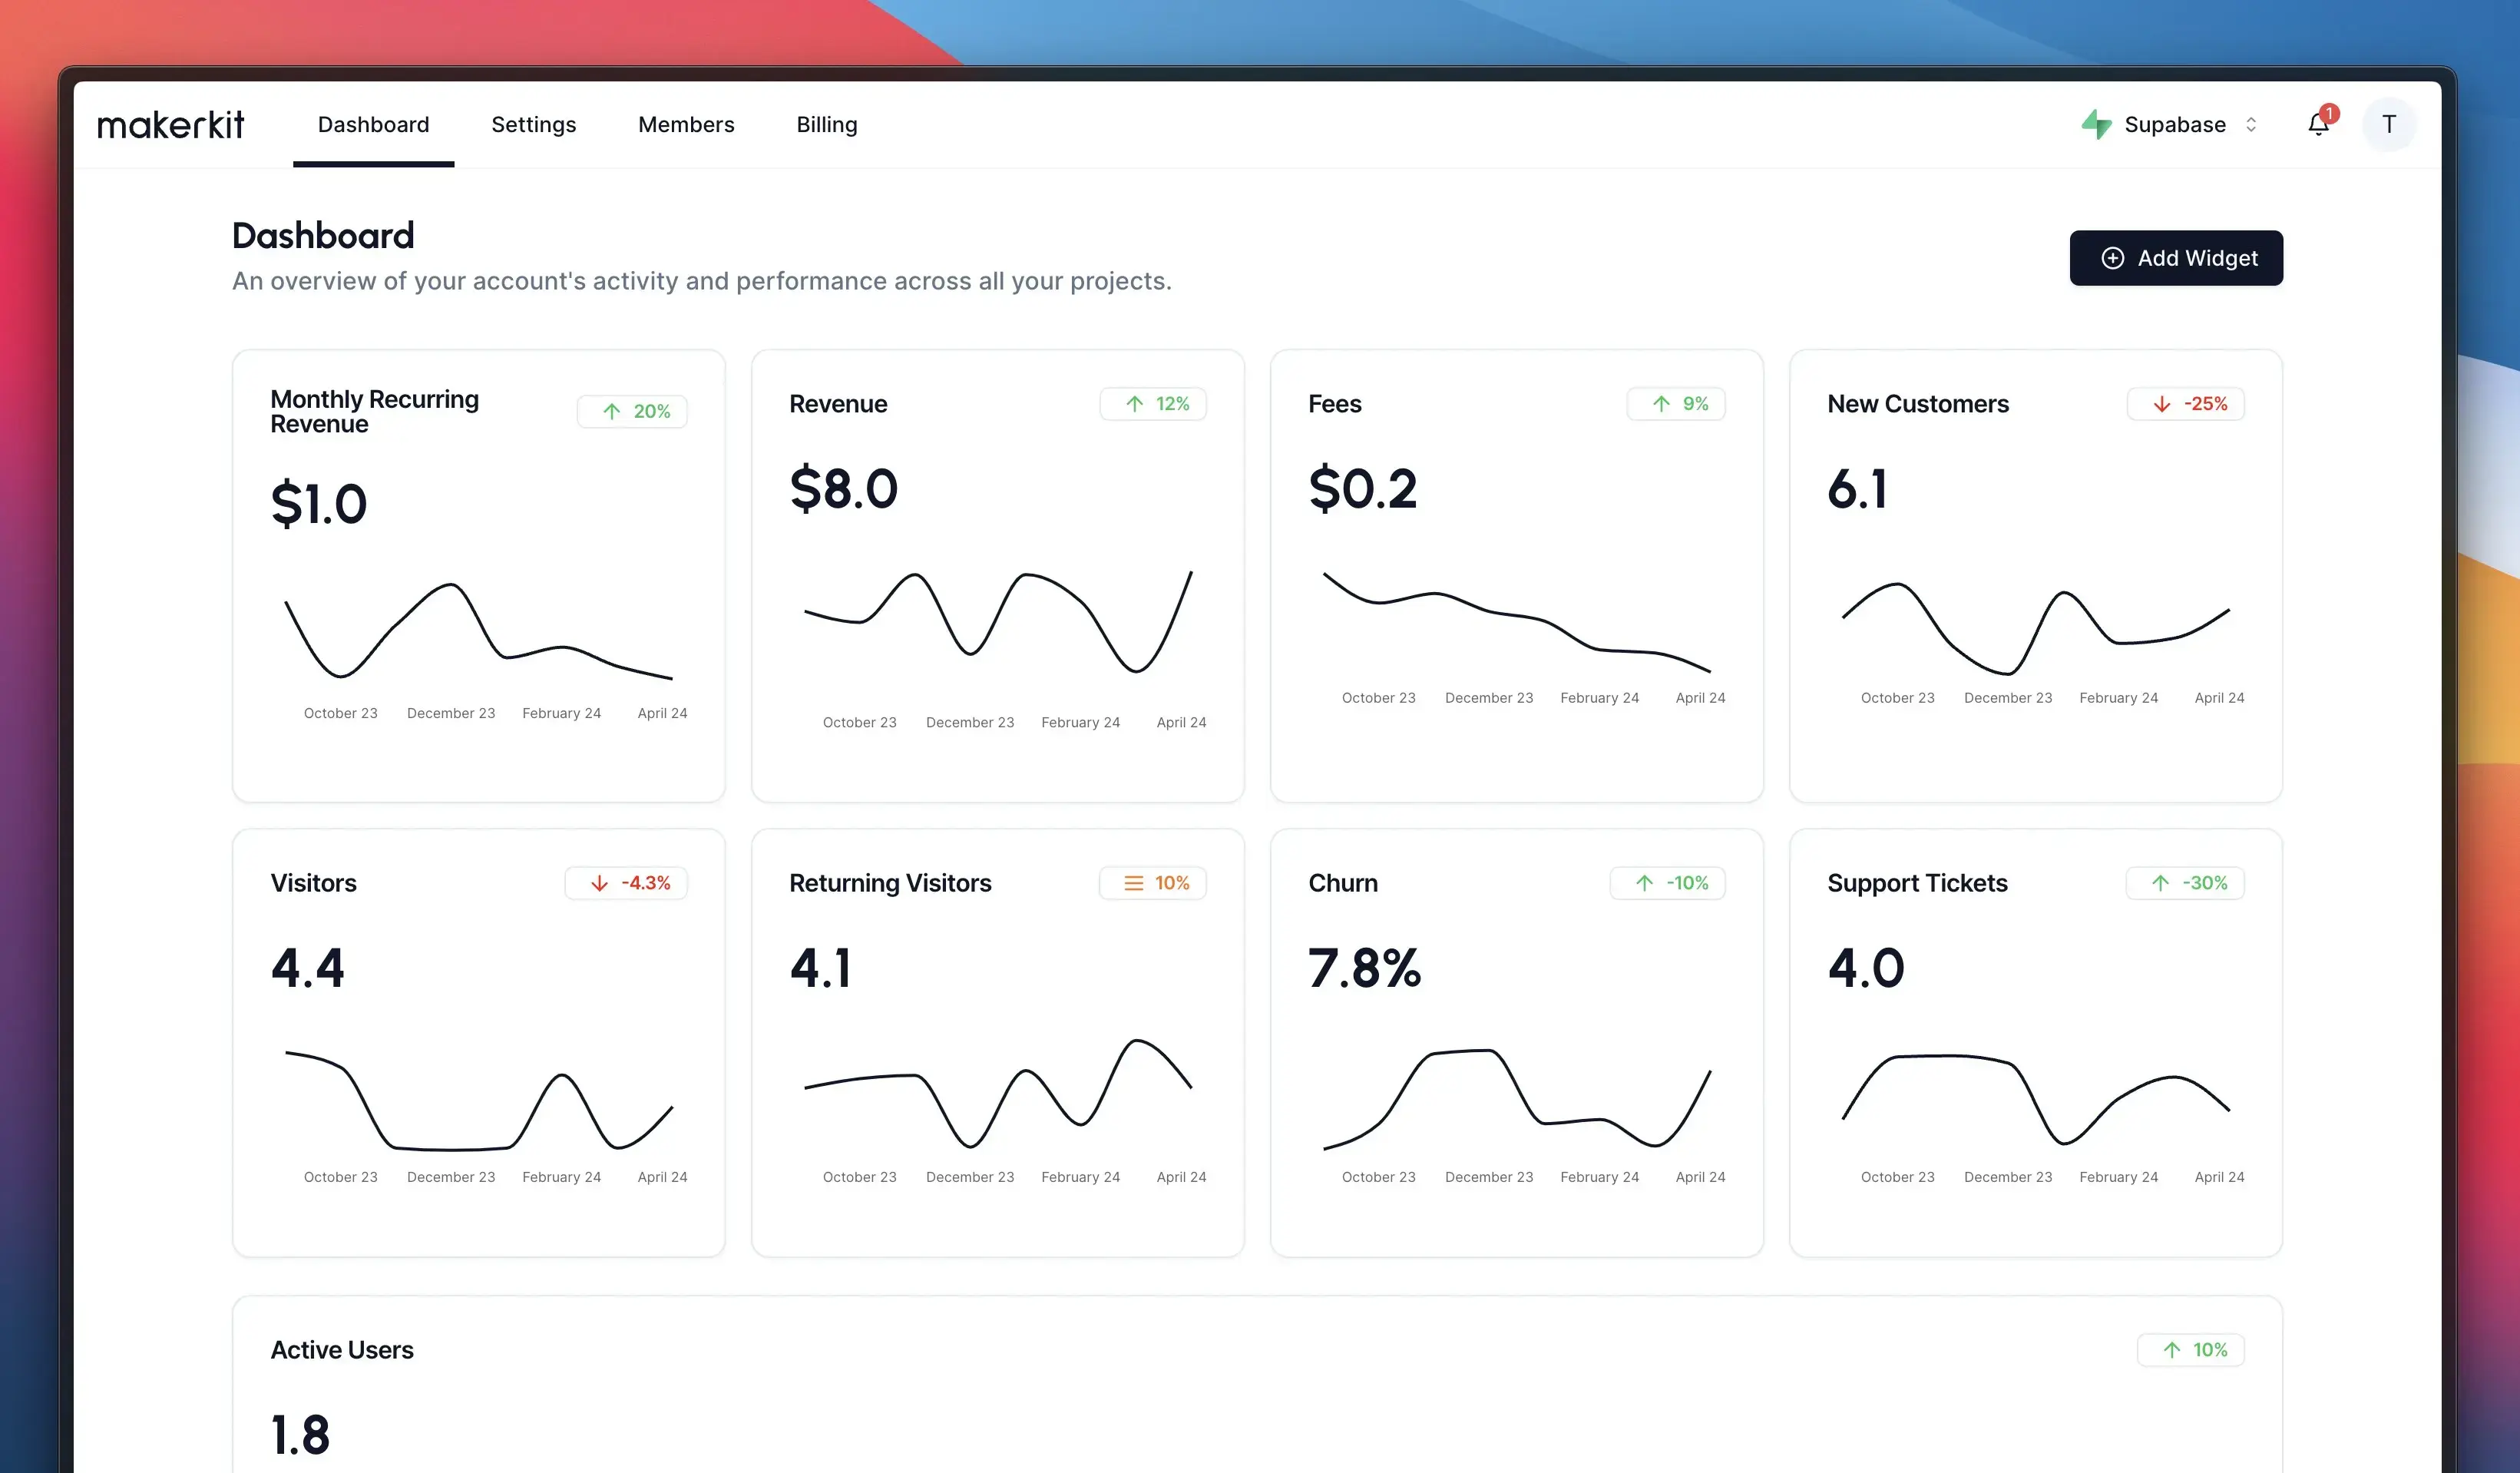 makerkit Dashboard Settings Members Billing Supabase 1 T
Dashboard
An overview of your account's activity and performance across all your projects.
Add Widget
Monthly Recurring
Revenue
20%
$1.0
October 23 December 23 February 24 April 24
Revenue 12%
$8.0
October 23 December 23 February 24 April 24
Fees 9%
$0.2
October 23 December 23 February 24 April 24
New Customers -25%
6.1
October 23 December 23 February 24 April 24
Visitors -4.3%
4.4
October 23 December 23 February 24 April 24
Returning Visitors 10%
4.1
October 23 December 23 February 24 April 24
Churn -10%
7.8%
October 23 December 23 February 24 April 24
Support Tickets -30%
4.0
October 23 December 23 February 24 April 24
Active Users 10%
1.8